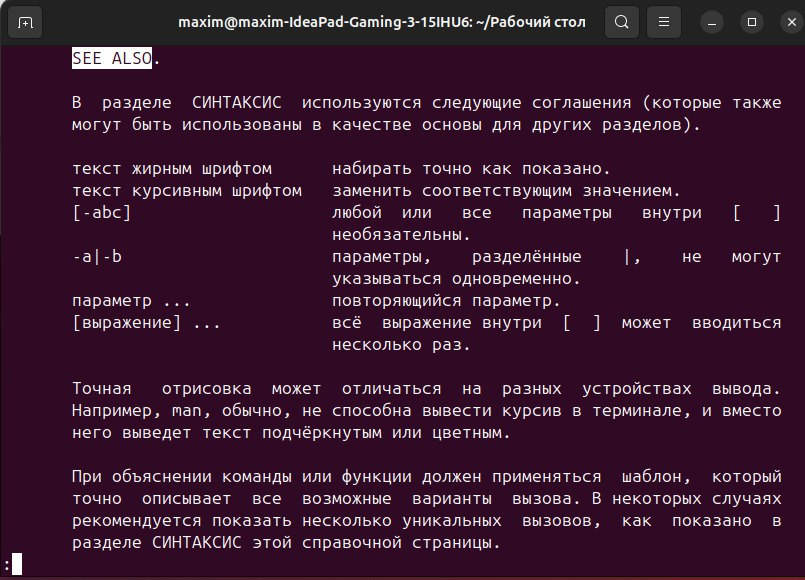 maxim@maxim-IdeaPad-Gaming-3-15IHU6: ~/Рабочий стол
SEE ALSO.
В разделе СИНТАКСИС используются следующие соглашения (которые также
могут быть использованы в качестве основы для других разделов).
текст жирным шрифтом набирать точно как показано.
текст курсивным шрифтом заменить соответствующим значением.
[-abc] любой или все параметры внутри [ ]
необязательны.
-a|-b параметры, разделённые |, не могут
указываться одновременно.
параметр ... повторяющийся параметр.
[выражение] ... всё выражение внутри [ ] может вводиться
несколько раз.
Точная отрисовка может отличаться на разных устройствах вывода.
Например, man, обычно, не способна вывести курсив в терминале, и вместо
него выведет текст подчёркнутым или цветным.
При объяснении команды или функции должен применяться шаблон, который
точно описывает все возможные варианты вызова. В некоторых случаях
рекомендуется показать несколько уникальных вызовов, как показано в
разделе СИНТАКСИС этой справочной страницы.
: